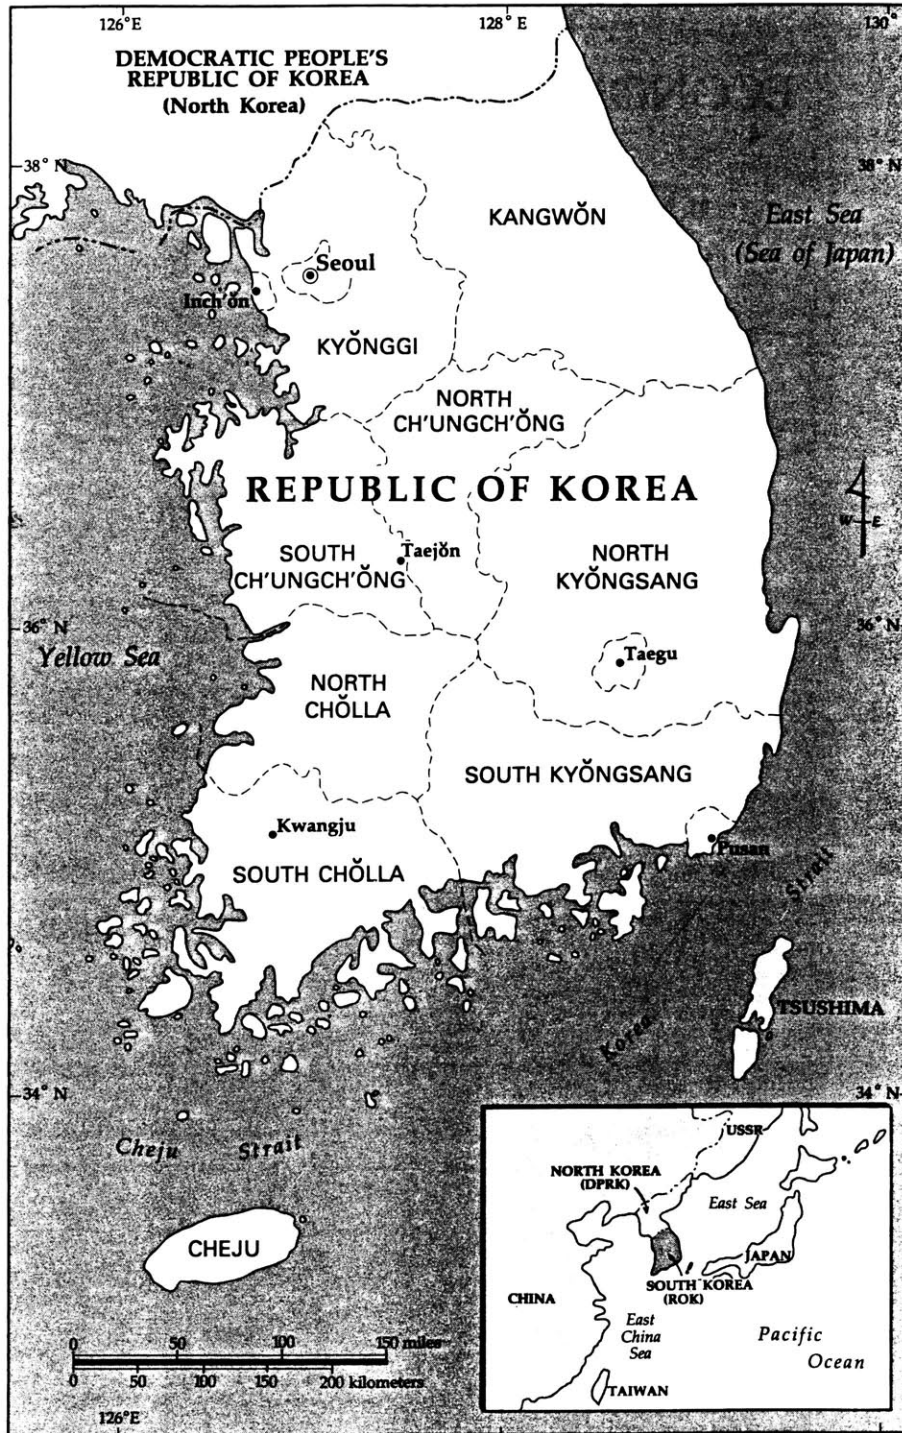 126°E
128° E
130°
DEMOCRATIC PEOPLE'S
REPUBLIC OF KOREA
(North Korea)
38° N
38° N
KANGWŎN
East Sea
(Sea of Japan)
Seoul
Inch'ŏn
KYŎNGGI
NORTH
CH'UNGCH'ŎNG
REPUBLIC OF KOREA
W
E
Taejŏn
SOUTH
CH'UNGCH'ŎNG
NORTH
KYŎNGSANG
36° N
36° N
Yellow Sea
Taegu
NORTH
CHŎLLA
SOUTH KYŎNGSANG
Kwangju
Pusan
SOUTH CHŎLLA
Korea Strait
TSUSHIMA
34° N
34° N
Cheju Strait
CHEJU
0 50 100 150 miles
0 50 100 150 200 kilometers
126°E
USSR
NORTH KOREA
(DPRK)
East Sea
JAPAN
SOUTH KOREA
(ROK)
CHINA
East
China
Sea
Pacific
Ocean
TAIWAN